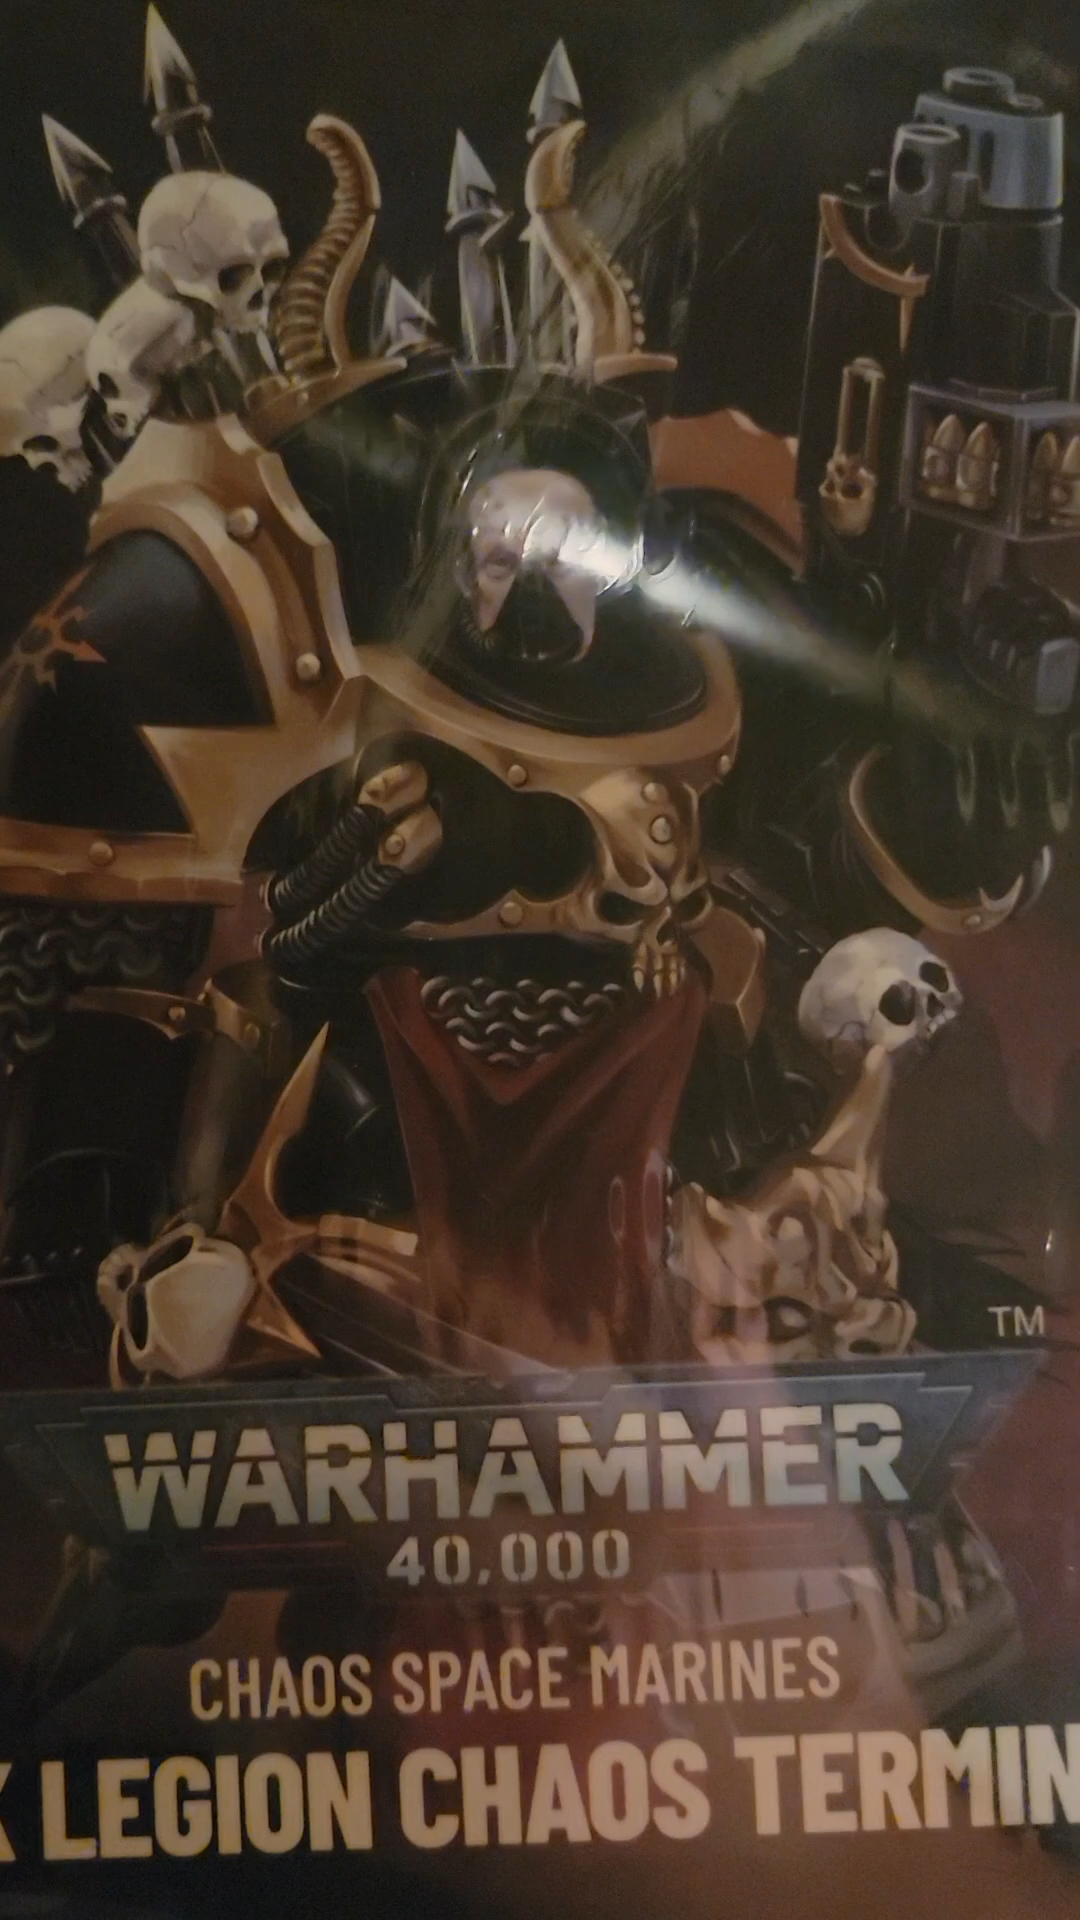 TM
WARHAMMER
40,000
CHAOS SPACE MARINES
K LEGION CHAOS TERMIN